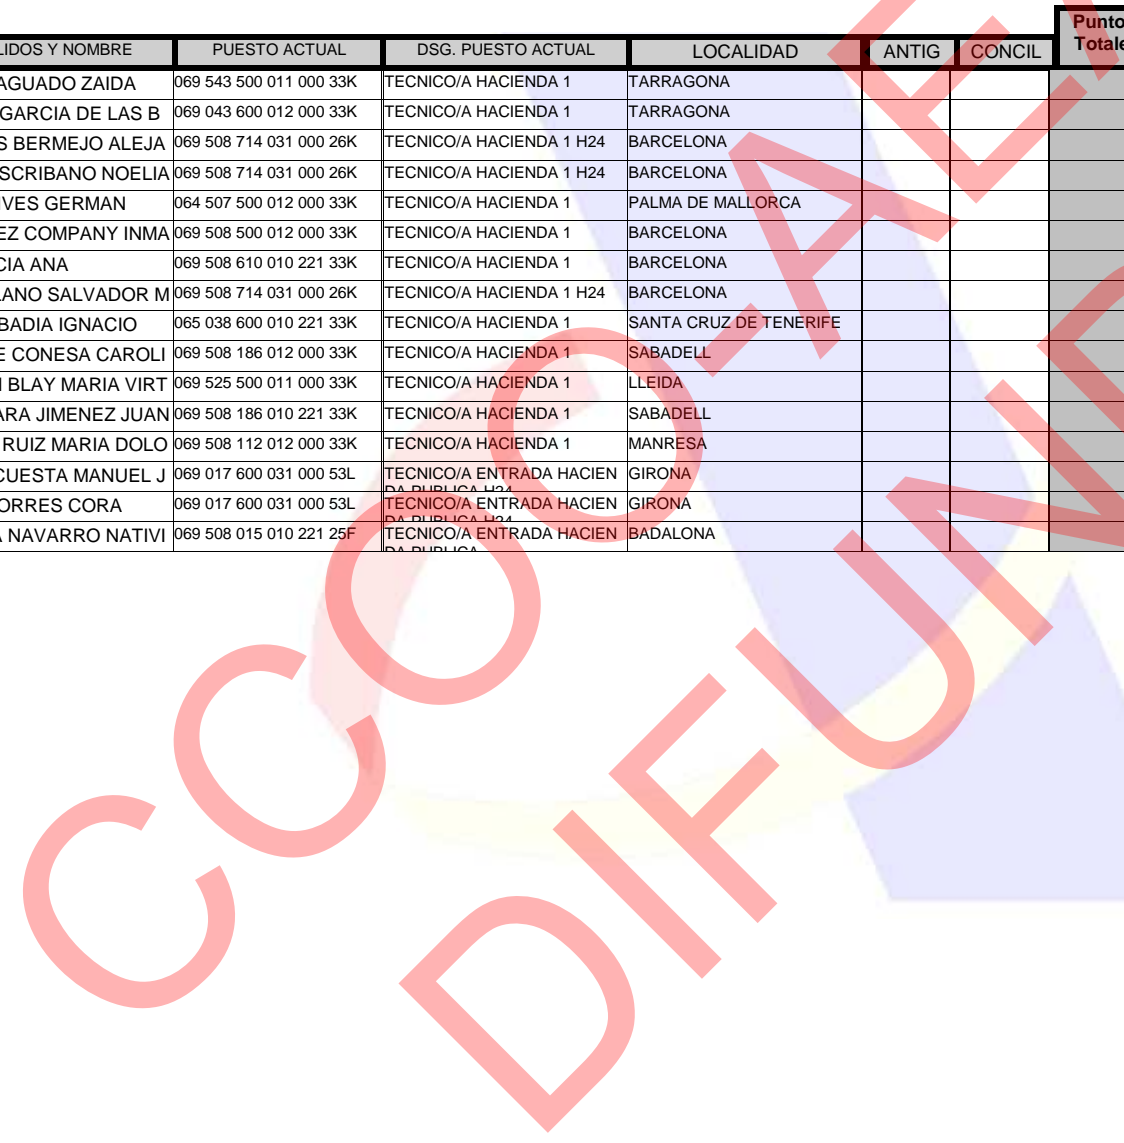 Punto
LIDOS Y NOMBRE PUESTO ACTUAL DSG. PUESTO ACTUAL LOCALIDAD ANTIG CONCIL Totale
AGUADO ZAIDA 069 543 500 011 000 33K TECNICO/A HACIENDA 1 TARRAGONA
GARCIA DE LAS B 069 043 600 012 000 33K TECNICO/A HACIENDA 1 TARRAGONA
S BERMEJO ALEJA 069 508 714 031 000 26K TECNICO/A HACIENDA 1 H24 BARCELONA
SCRIBANO NOELIA 069 508 714 031 000 26K TECNICO/A HACIENDA 1 H24 BARCELONA
VES GERMAN 064 507 500 012 000 33K TECNICO/A HACIENDA 1 PALMA DE MALLORCA
EZ COMPANY INMA 069 508 500 012 000 33K TECNICO/A HACIENDA 1 BARCELONA
CIA ANA 069 508 610 010 221 33K TECNICO/A HACIENDA 1 BARCELONA
LANO SALVADOR M 069 508 714 031 000 26K TECNICO/A HACIENDA 1 H24 BARCELONA
BADIA IGNACIO 065 038 600 010 221 33K TECNICO/A HACIENDA 1 SANTA CRUZ DE TENERIFE
E CONESA CAROLI 069 508 186 012 000 33K TECNICO/A HACIENDA 1 SABADELL
BLAY MARIA VIRT 069 525 500 011 000 33K TECNICO/A HACIENDA 1 LLEIDA
ARA JIMENEZ JUAN 069 508 186 010 221 33K TECNICO/A HACIENDA 1 SABADELL
RUIZ MARIA DOLO 069 508 112 012 000 33K TECNICO/A HACIENDA 1 MANRESA
CUESTA MANUEL J 069 017 600 031 000 53L TECNICO/A ENTRADA HACIEN GIRONA
DA PUBLICA H24
ORRES CORA 069 017 600 031 000 53L TECNICO/A ENTRADA HACIEN GIRONA
DA PUBLICA H24
A NAVARRO NATIVI 069 508 015 010 221 25F TECNICO/A ENTRADA HACIEN BADALONA
DA PUBLICA
CCOO-AE
DIFUN